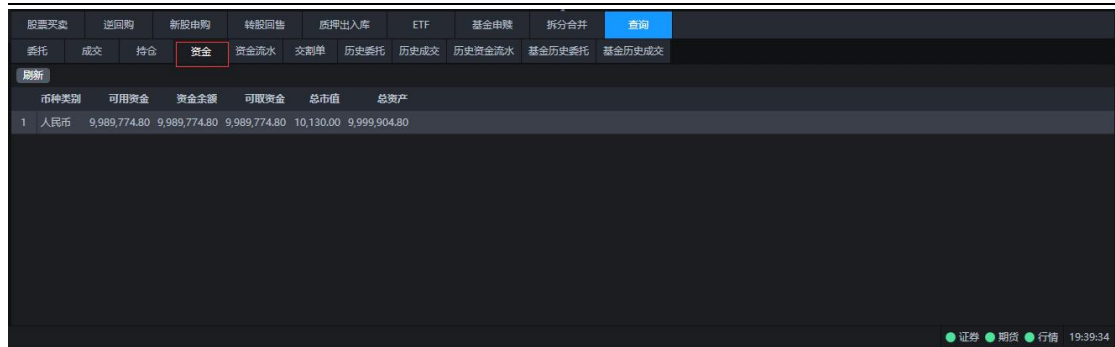 股票买卖 逆回购 新股申购 转股回售 质押出入库 ETF 基金申赎 拆分合并 查询
委托 成交 持仓 资金 资金流水 交割单 历史委托 历史成交 历史资金流水 基金历史委托 基金历史成交
刷新
币种类别 可用资金 资金余额 可取资金 总市值 总资产
1 人民币 9,989,774.80 9,989,774.80 9,989,774.80 10,130.00 9,999,904.80
证券 期货 行情 19:39:34